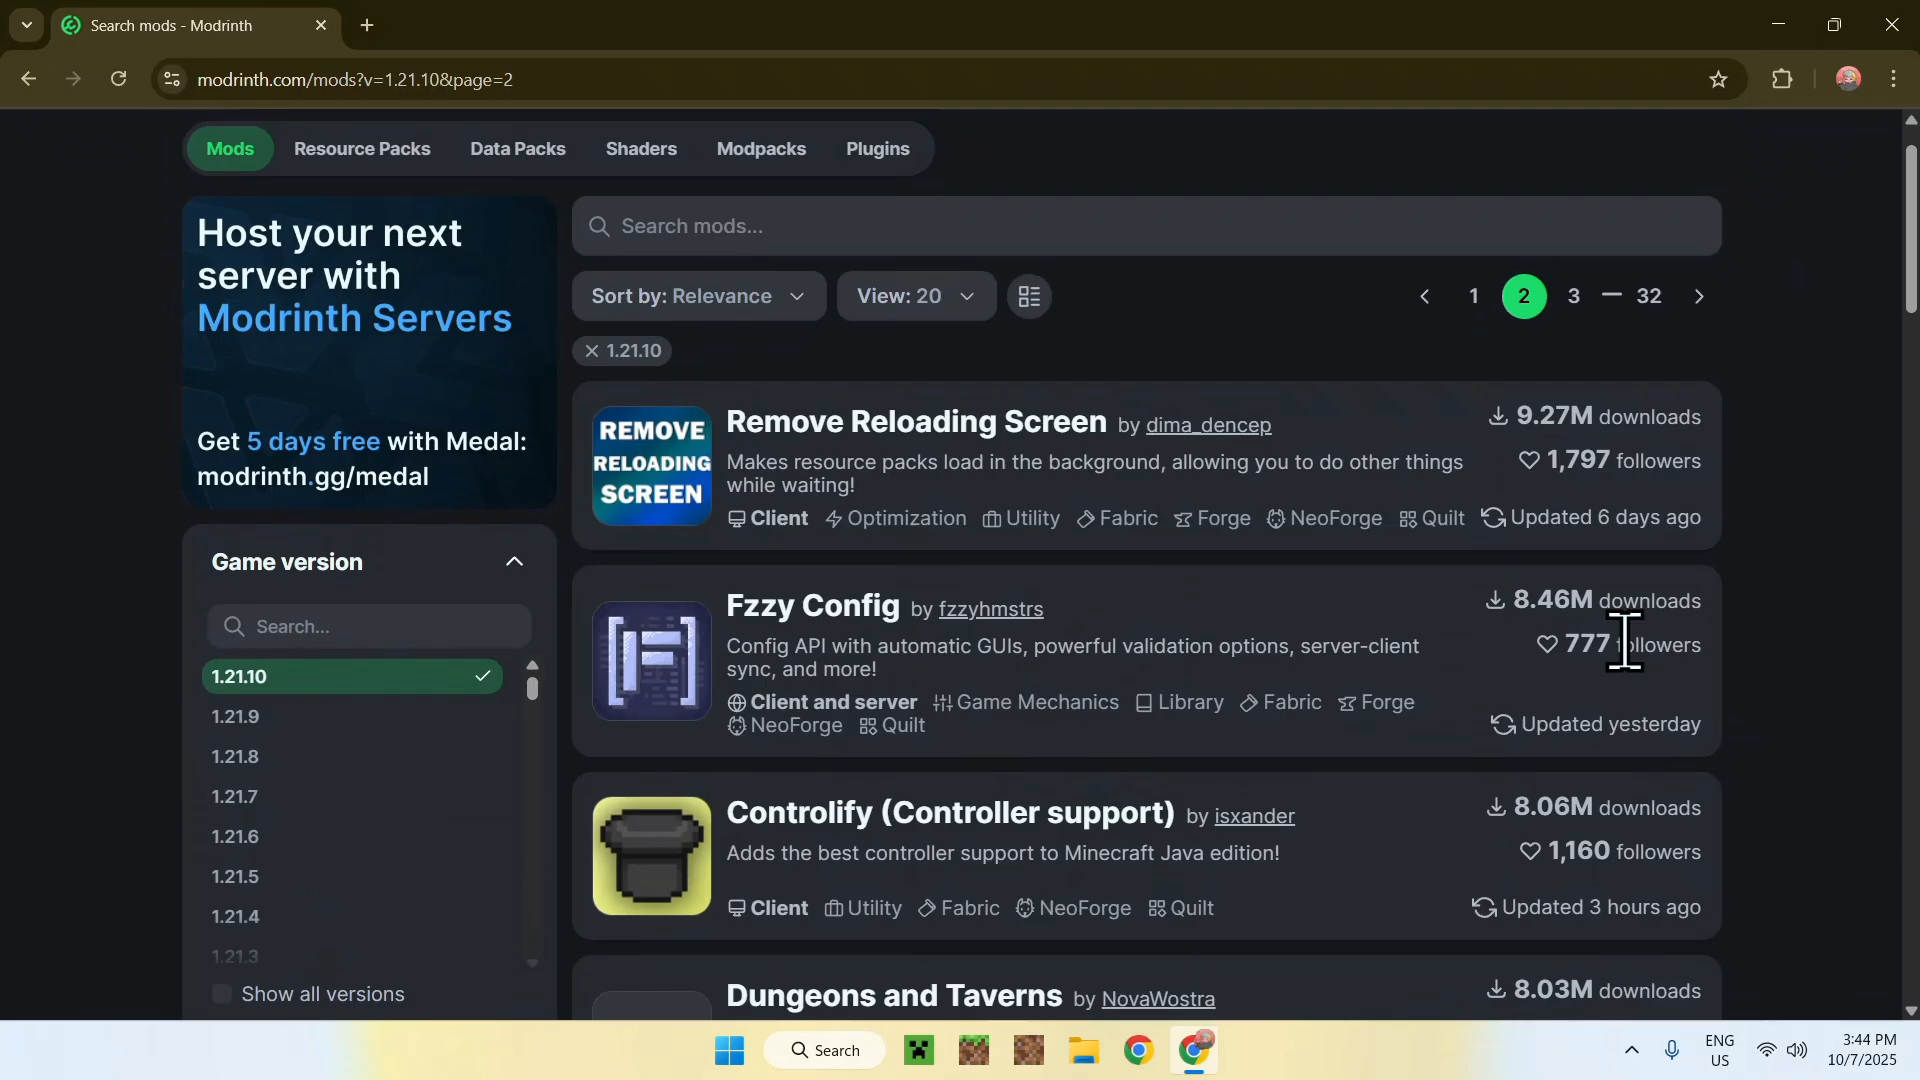 Search mods - Modrinth
modrinth.com/mods?v=1.21.10&page=2
Mods
Resource Packs
Data Packs
Shaders
Modpacks
Plugins
Host your next
server with
Modrinth Servers
Get 5 days free with Medal:
modrinth.gg/medal
Search mods...
Sort by: Relevance
View: 20
1
2
3
32
1.21.10
REMOVE
RELOADING
SCREEN
Remove Reloading Screen by dima_dencep
Makes resource packs load in the background, allowing you to do other things
while waiting!
Client Optimization Utility Fabric Forge NeoForge Quilt
9.27M downloads
1,797 followers
Updated 6 days ago
Game version
Search...
1.21.10
1.21.9
1.21.8
1.21.7
1.21.6
1.21.5
1.21.4
1.21.3
Show all versions
[F]
Fzzy Config by fzzyhmstrs
Config API with automatic GUIs, powerful validation options, server-client
sync, and more!
Client and server Game Mechanics Library Fabric Forge
NeoForge Quilt
8.46M downloads
777 followers
Updated yesterday
Controlify (Controller support) by isxander
Adds the best controller support to Minecraft Java edition!
Client Utility Fabric NeoForge Quilt
8.06M downloads
1,160 followers
Updated 3 hours ago
Dungeons and Taverns by NovaWostra
8.03M downloads
Search
ENG
US
3:44 PM
10/7/2025